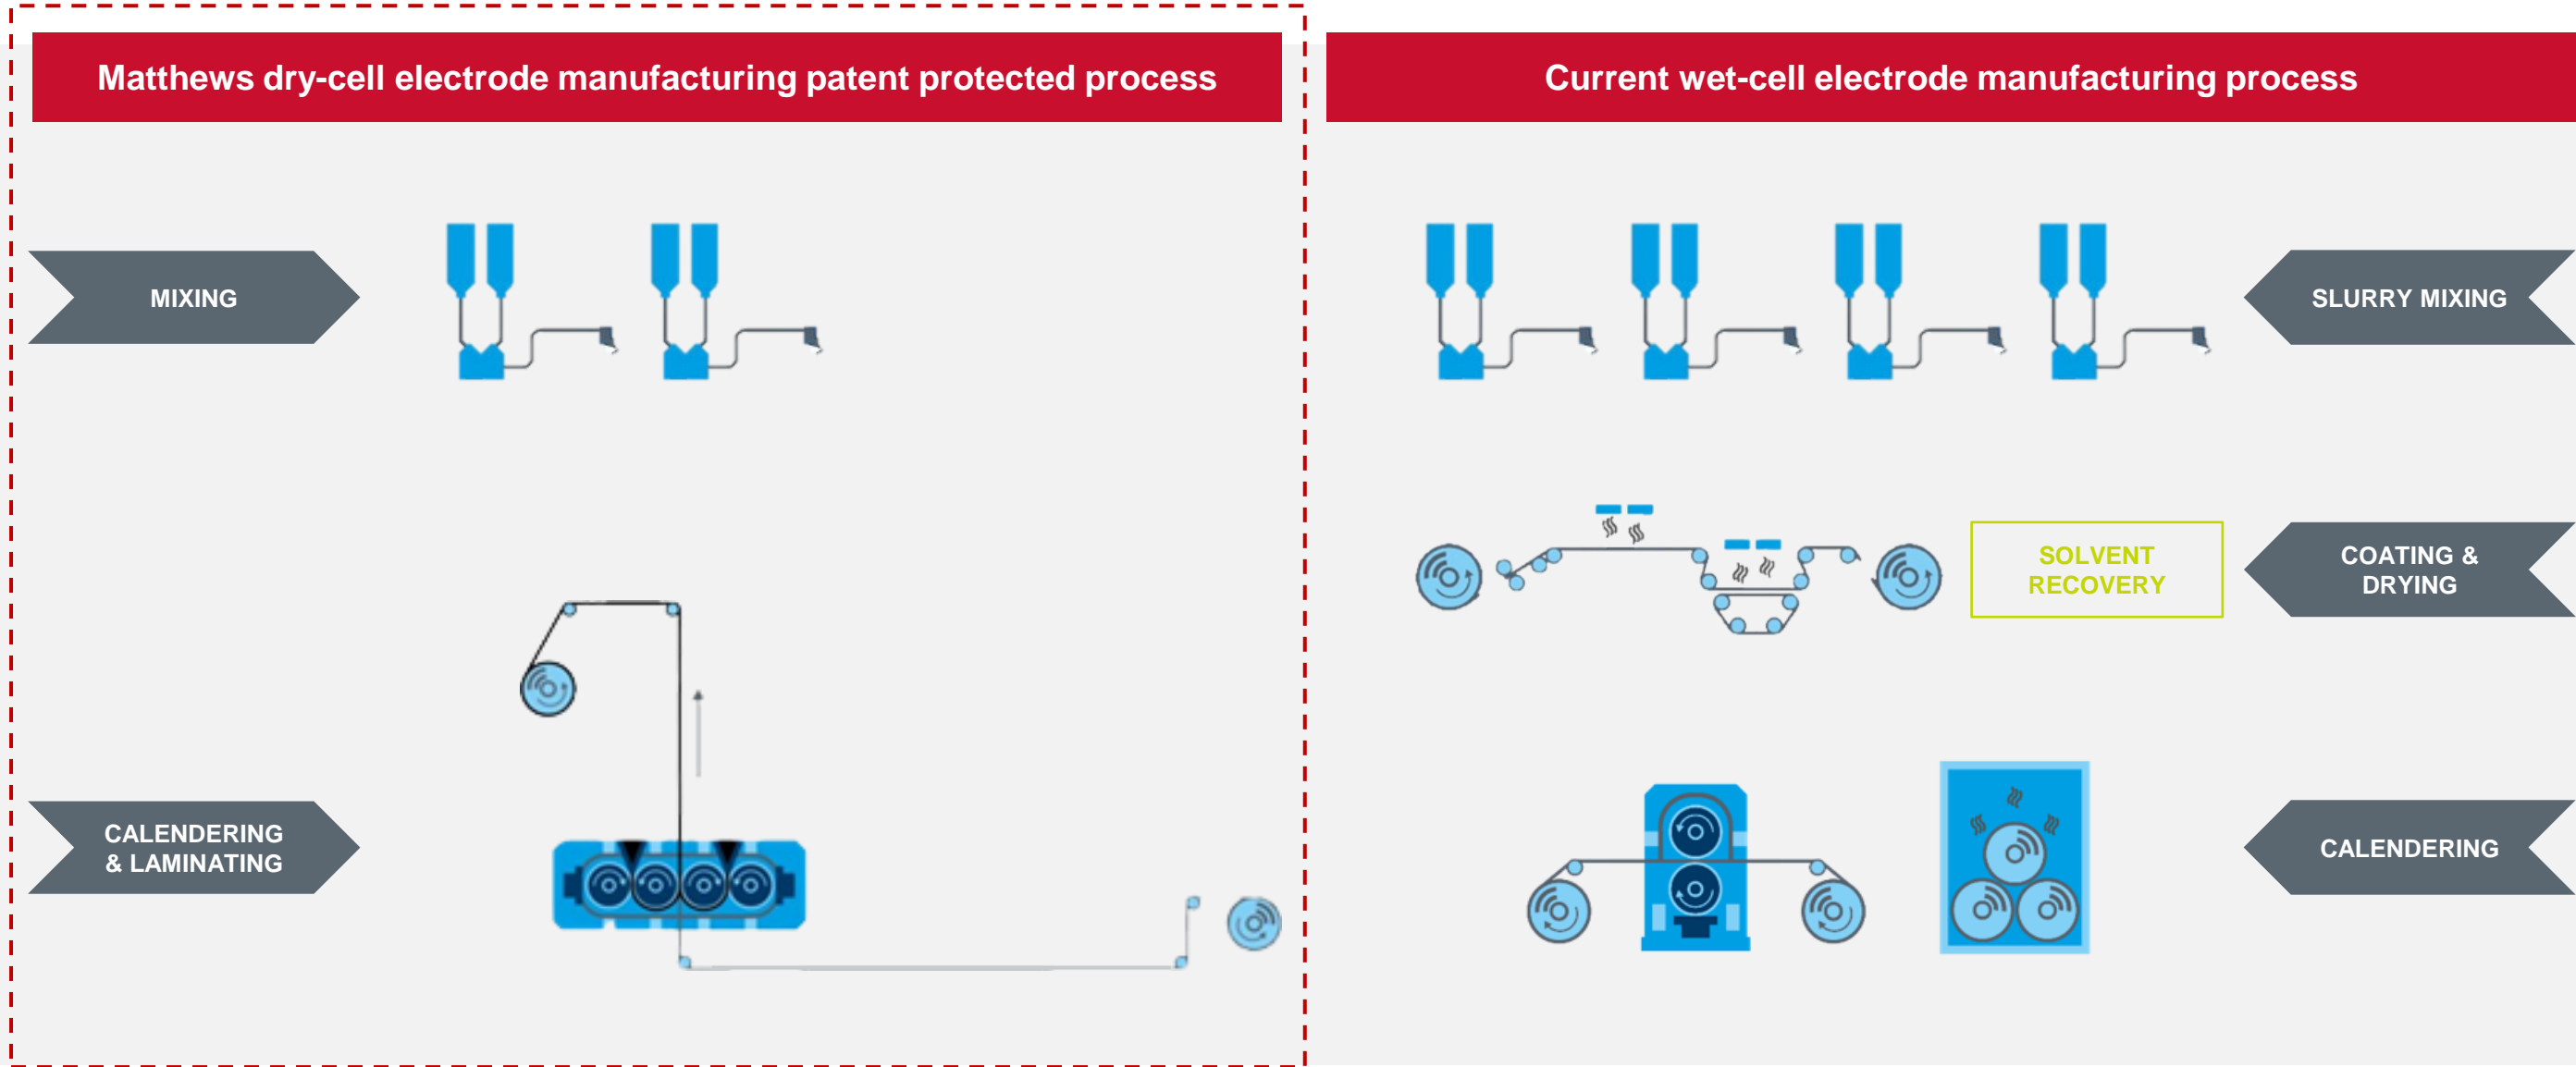 Matthews dry-cell electrode manufacturing patent protected process
Current wet-cell electrode manufacturing process
MIXING
SLURRY MIXING
SOLVENT
RECOVERY
COATING &
DRYING
CALENDERING
& LAMINATING
CALENDERING